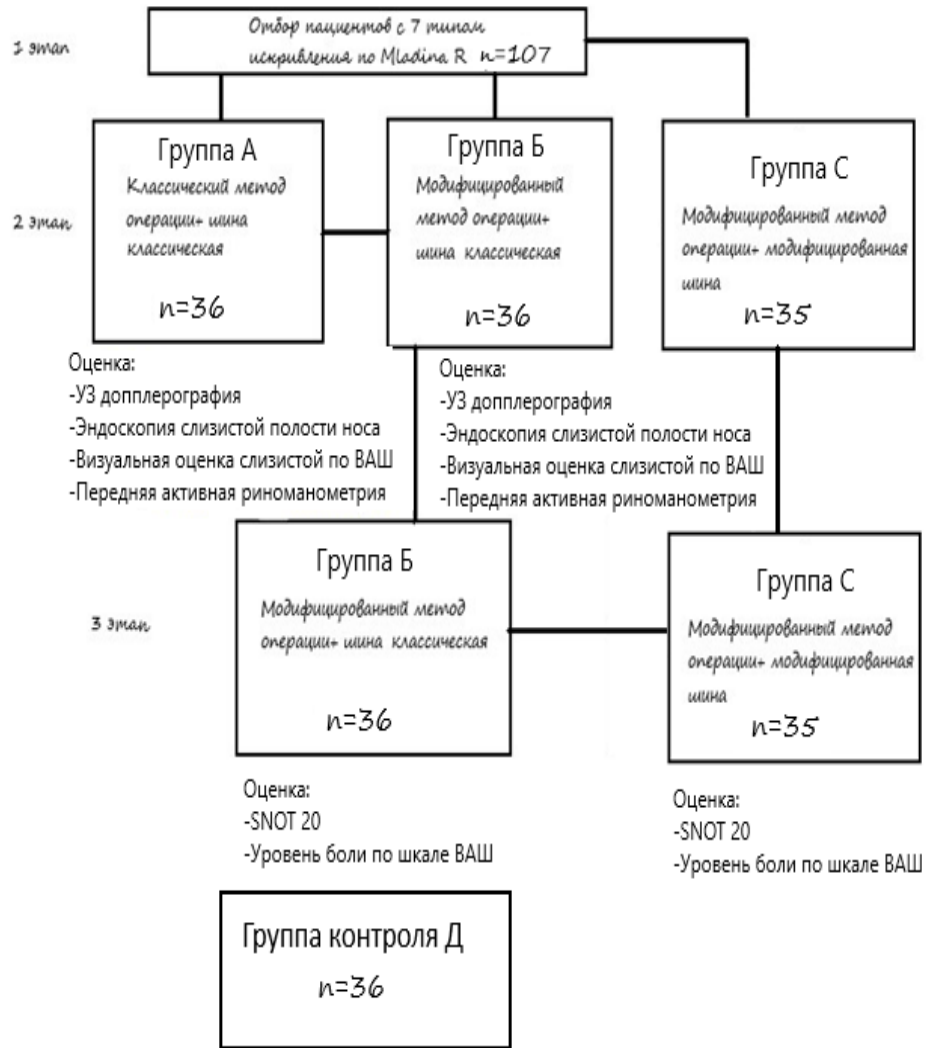 1 этап
Отбор пациентов с 7 типом
искривления по Mladina R n=107
2 этап
Группа А
Классический метод
операции+ шина
классическая
n=36
Группа Б
Модифицированный
метод операции+
шина классическая
n=36
Группа С
Модифицированный метод
операции+ модифицированная
шина
n=35
Оценка:
-УЗ допплерография
-Эндоскопия слизистой полости носа
-Визуальная оценка слизистой по ВАШ
-Передняя активная риноманометрия
Оценка:
-УЗ допплерография
-Эндоскопия слизистой полости носа
-Визуальная оценка слизистой по ВАШ
-Передняя активная риноманометрия
3 этап
Группа Б
Модифицированный метод
операции+ шина классическая
n=36
Группа С
Модифицированный метод
операции+ модифицированная
шина
n=35
Оценка:
-SNOT 20
-Уровень боли по шкале ВАШ
Оценка:
-SNOT 20
-Уровень боли по шкале ВАШ
Группа контроля Д
n=36